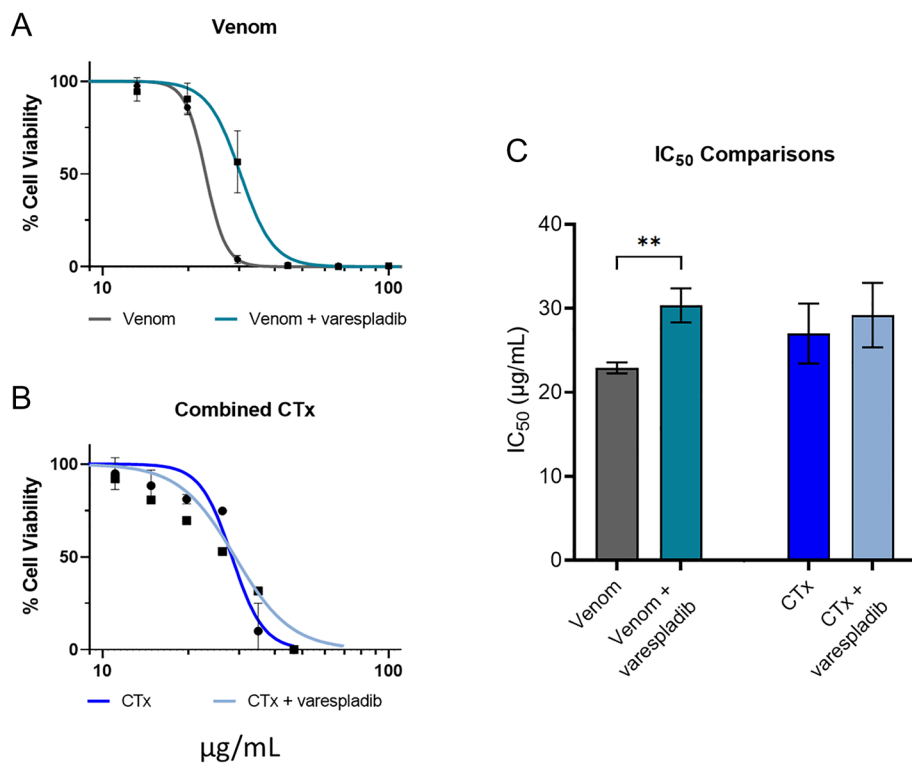 A
Venom
% Cell Viability
100
50
0
10
100
Venom
Venom + varespladib
B
Combined CTx
% Cell Viability
100
50
0
10
100
CTx
CTx + varespladib
µg/mL
C
IC50 Comparisons
IC50 (µg/mL)
40
30
20
10
0
**
Venom
Venom +
varespladib
CTx
CTx +
varespladib